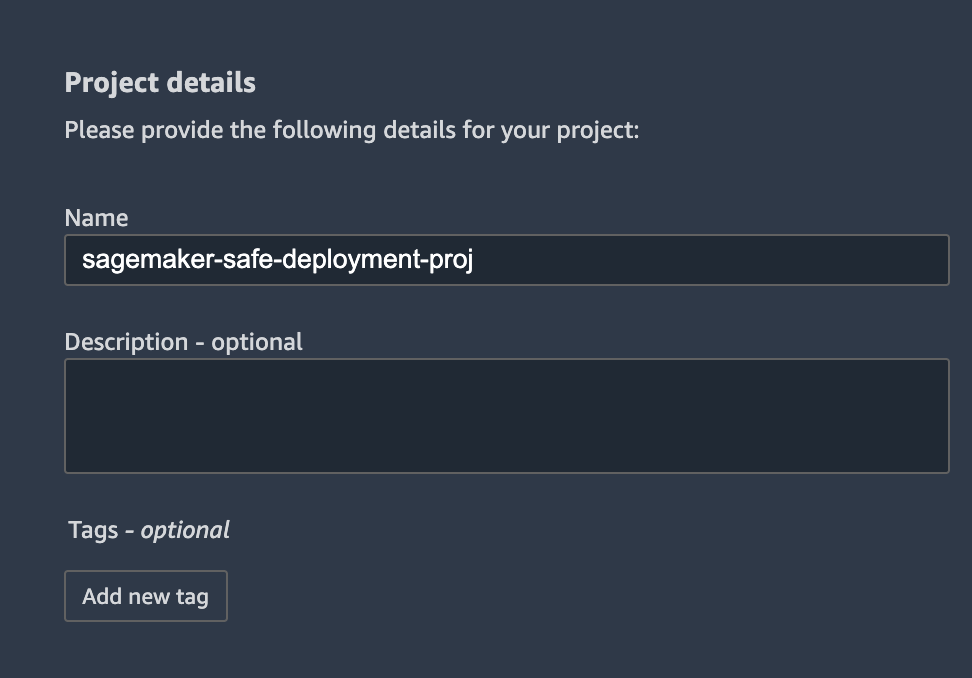 Project details
Please provide the following details for your project:
Name
sagemaker-safe-deployment-proj
Description - optional
Tags - optional
Add new tag